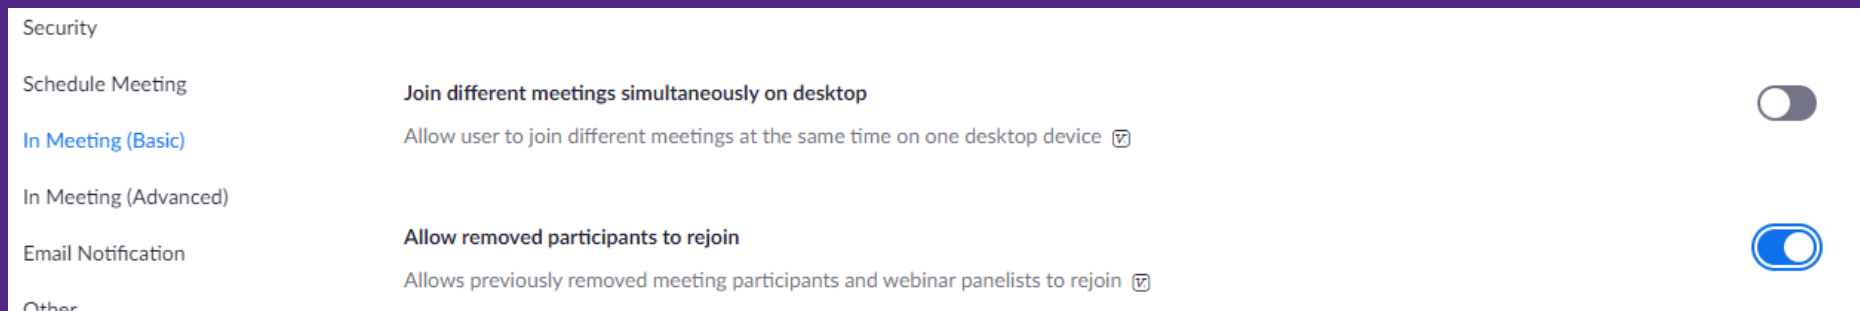 Security
Schedule Meeting
In Meeting (Basic)
In Meeting (Advanced)
Email Notification
Other
Join different meetings simultaneously on desktop
Allow user to join different meetings at the same time on one desktop device
Allow removed participants to rejoin
Allows previously removed meeting participants and webinar panelists to rejoin